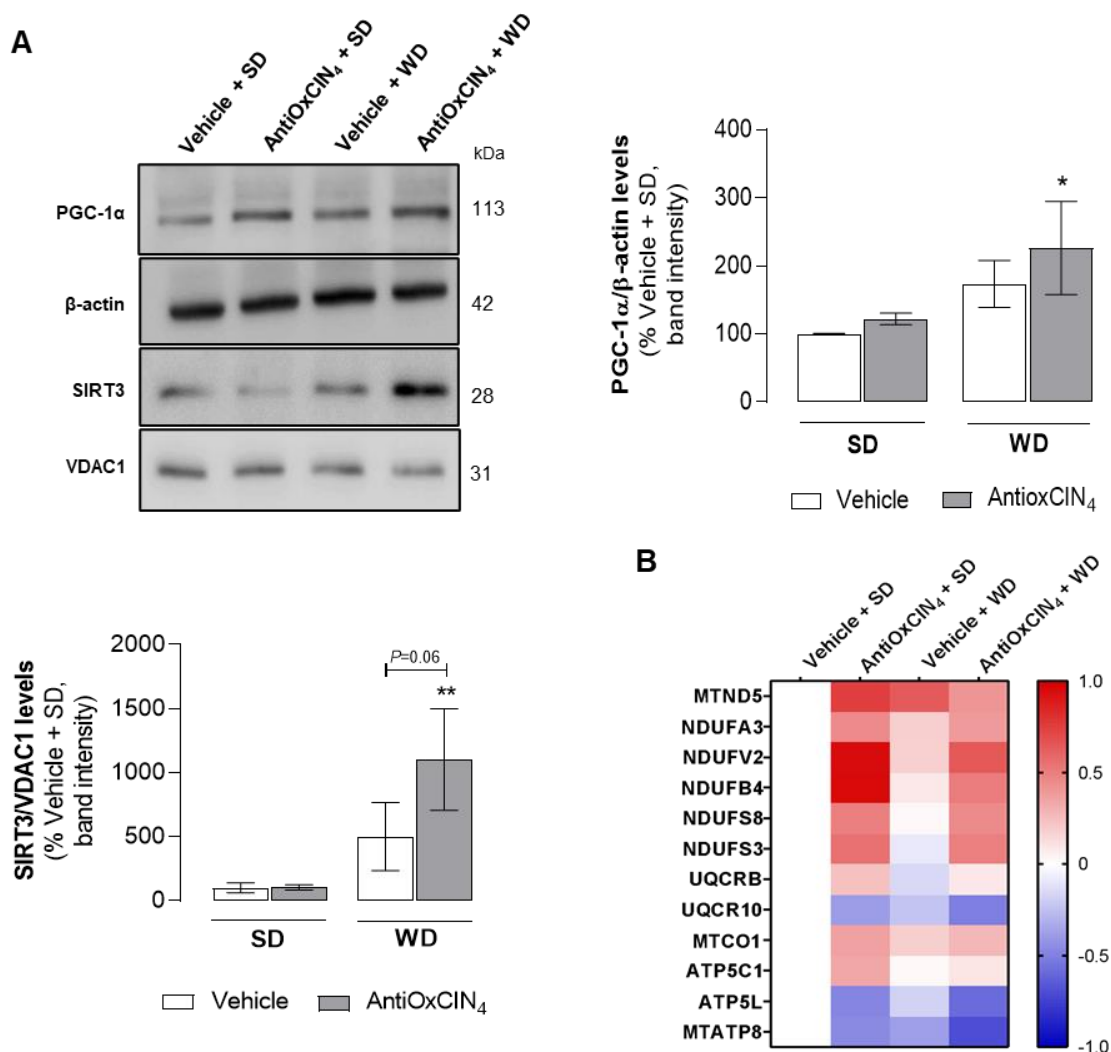 A
Vehicle + SD
AntiOxCIN4 + SD
Vehicle + WD
AntiOxCIN4 + WD
kDa
PGC-1α 113
β-actin 42
SIRT3 28
VDAC1 31
PGC-1α/β-actin levels
(% Vehicle + SD,
band intensity)
400
300
200
100
0
*
SD WD
Vehicle AntioxCIN4
SIRT3/VDAC1 levels
(% Vehicle + SD,
band intensity)
2000
1500
1000
500
0
P=0.06
**
SD WD
Vehicle AntiOxCIN4
B
Vehicle + SD
AntiOxCIN4 + SD
Vehicle + WD
AntiOxCIN4 + WD
MTND5
NDUFA3
NDUFV2
NDUFB4
NDUFS8
NDUFS3
UQCRB
UQCR10
MTCO1
ATP5C1
ATP5L
MTATP8
1.0
0.5
0
-0.5
-1.0